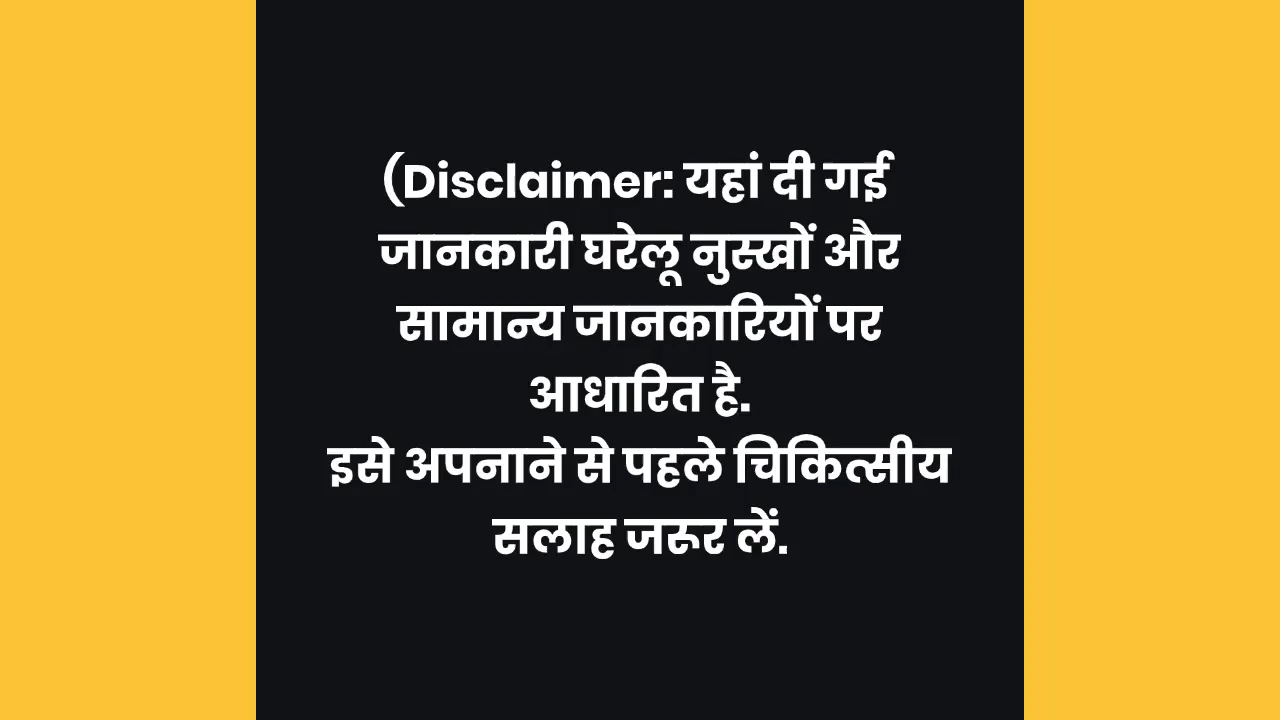 (Disclaimer: यहां दी गई
जानकारी घरेलू नुस्खों और
सामान्य जानकारियों पर
आधारित है.
इसे अपनाने से पहले चिकित्सीय
सलाह जरूर लें.